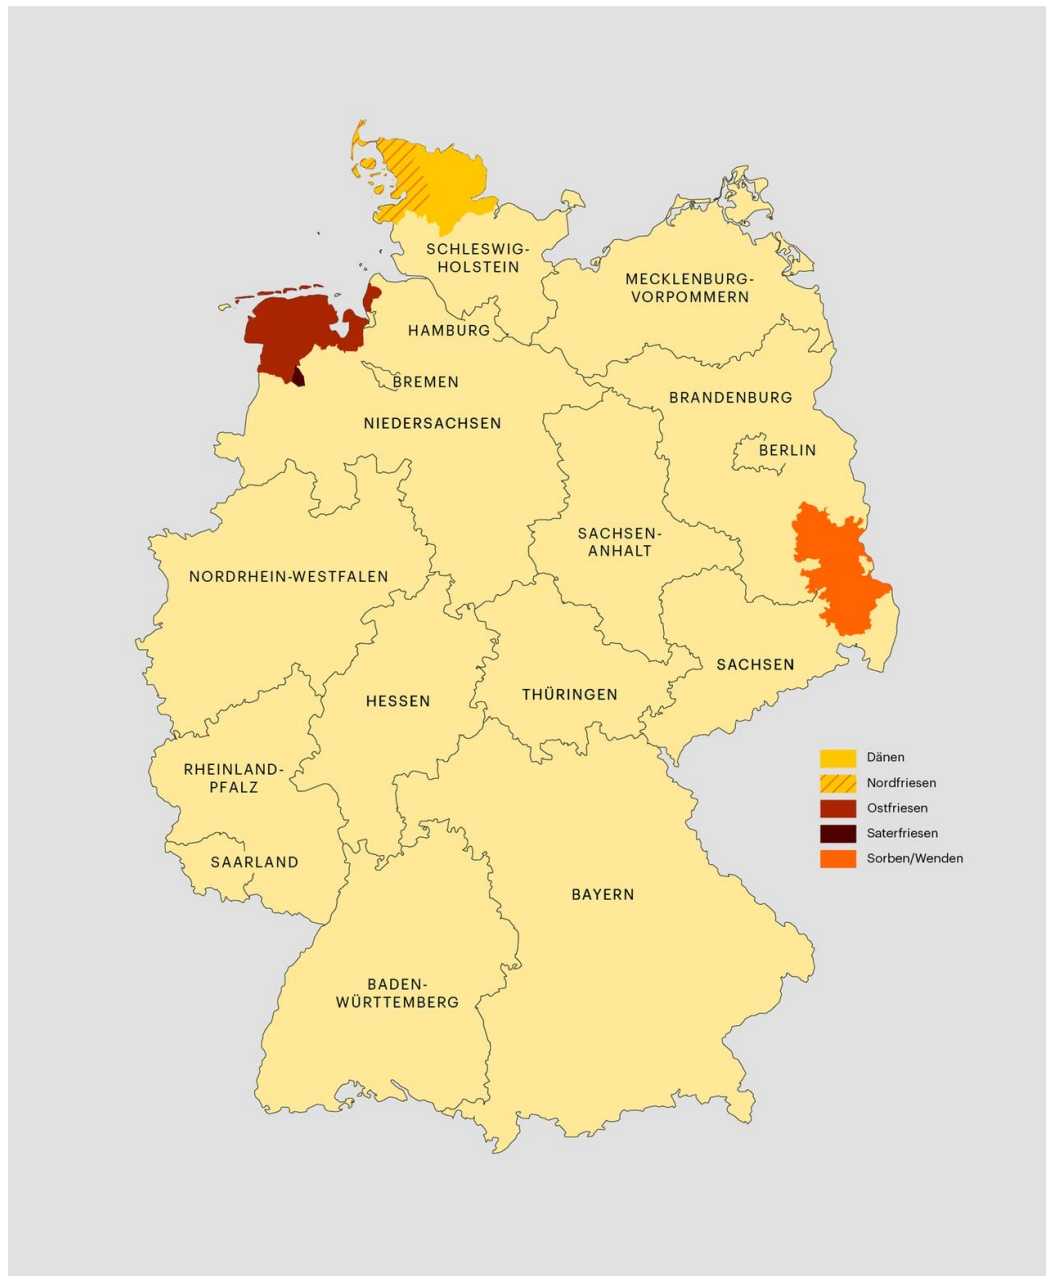 SCHLESWIG-
HOLSTEIN
MECKLENBURG-
VORPOMMERN
HAMBURG
BREMEN
BRANDENBURG
NIEDERSACHSEN
BERLIN
SACHSEN-
ANHALT
NORDRHEIN-WESTFALEN
SACHSEN
HESSEN
THÜRINGEN
RHEINLAND-
PFALZ
SAARLAND
BAYERN
BADEN-
WÜRTTEMBERG
Dänen
Nordfriesen
Ostfriesen
Saterfriesen
Sorben/Wenden